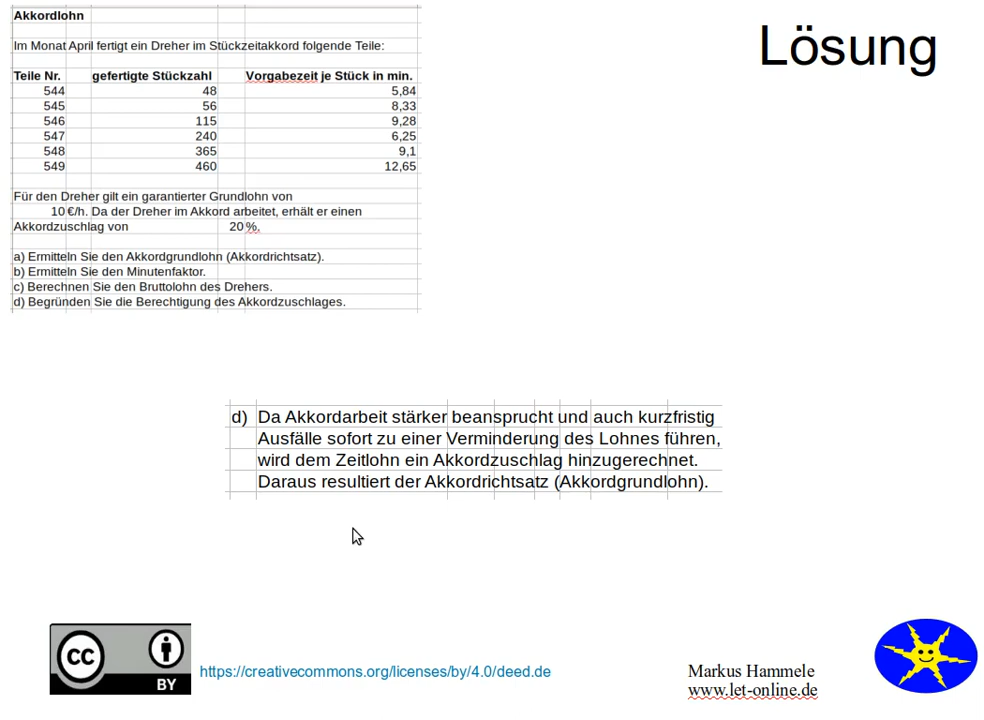 Akkordlohn
Lösung
Im Monat April fertigt ein Dreher im Stückzeitakkord folgende Teile:
Teile Nr. gefertigte Stückzahl Vorgabezeit je Stück in min.
544 48 5,84
545 56 8,33
546 115 9,28
547 240 6,25
548 365 9,1
549 460 12,65
Für den Dreher gilt ein garantierter Grundlohn von
10 €/h. Da der Dreher im Akkord arbeitet, erhält er einen
Akkordzuschlag von 20 %.
a) Ermitteln Sie den Akkordgrundlohn (Akkordrichtsatz).
b) Ermitteln Sie den Minutenfaktor.
c) Berechnen Sie den Bruttolohn des Drehers.
d) Begründen Sie die Berechtigung des Akkordzuschlages.
d) Da Akkordarbeit stärker beansprucht und auch kurzfristig
Ausfälle sofort zu einer Verminderung des Lohnes führen,
wird dem Zeitlohn ein Akkordzuschlag hinzugerechnet.
Daraus resultiert der Akkordrichtsatz (Akkordgrundlohn).
CC BY
https://creativecommons.org/licenses/by/4.0/deed.de
Markus Hammele
www.let-online.de